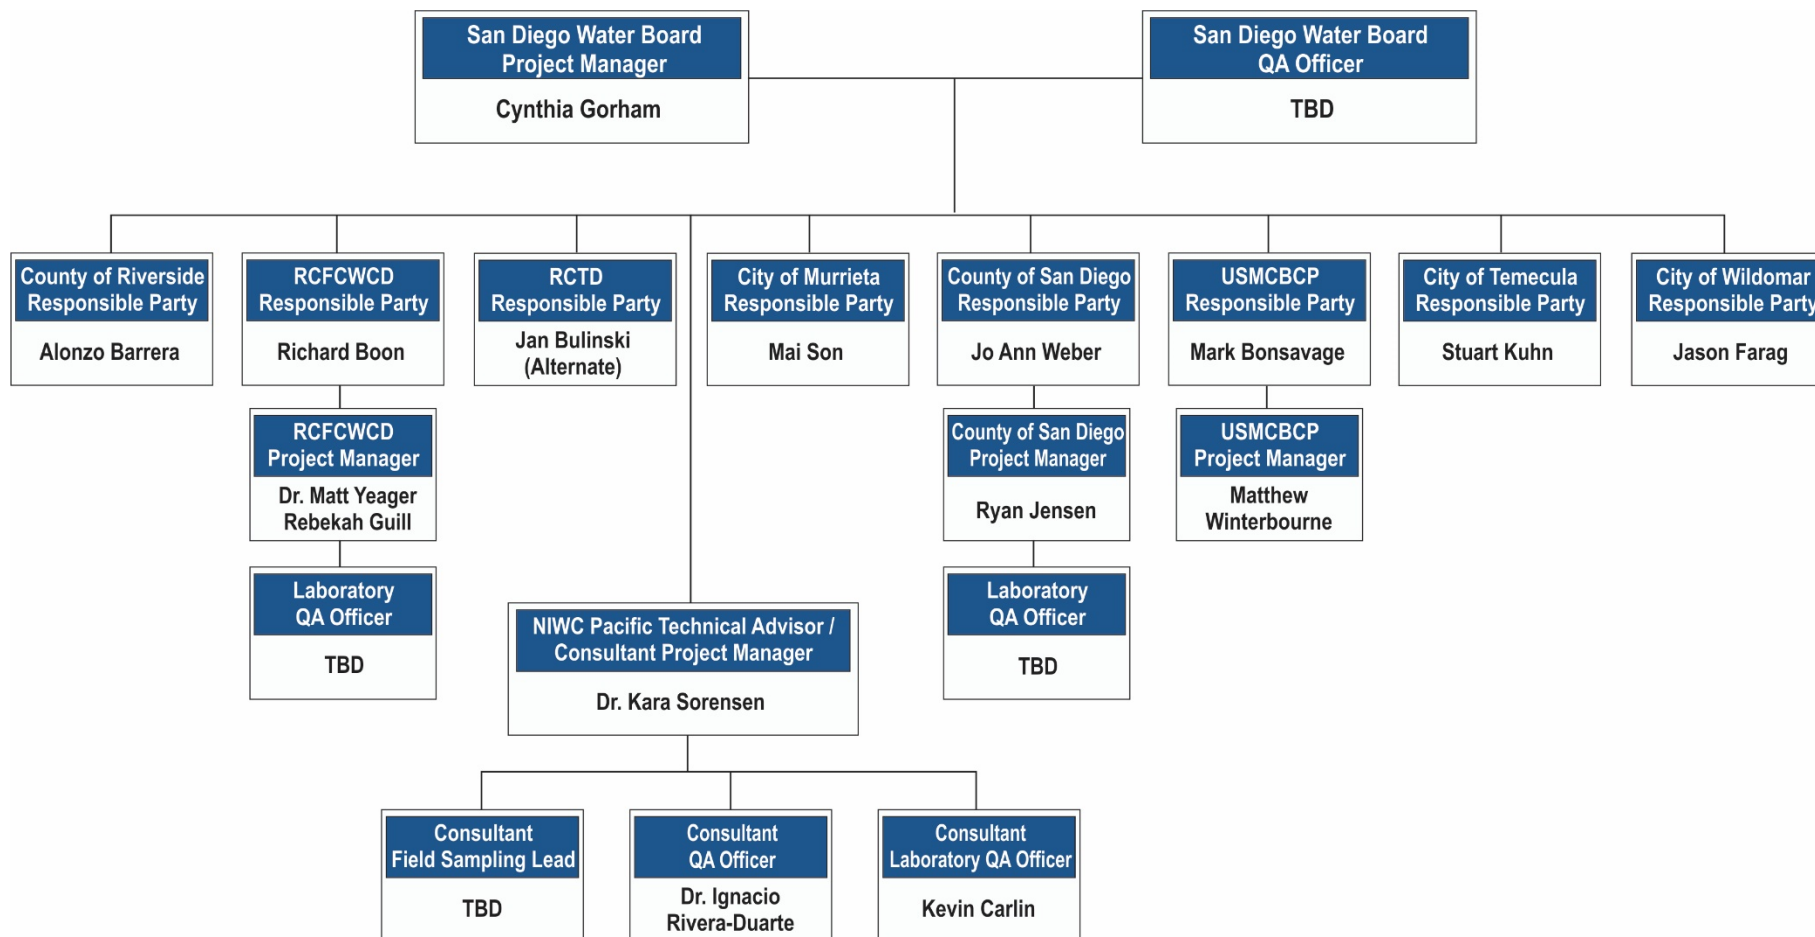 San Diego Water Board
Project Manager
Cynthia Gorham
San Diego Water Board
QA Officer
TBD
County of Riverside
Responsible Party
Alonzo Barrera
RCFCWCD
Responsible Party
Richard Boon
RCTD
Responsible Party
Jan Bulinski
(Alternate)
City of Murrieta
Responsible Party
Mai Son
County of San Diego
Responsible Party
Jo Ann Weber
USMCBCP
Responsible Party
Mark Bonsavage
City of Temecula
Responsible Party
Stuart Kuhn
City of Wildomar
Responsible Party
Jason Farag
RCFCWCD
Project Manager
Dr. Matt Yeager
Rebekah Guill
County of San Diego
Project Manager
Ryan Jensen
USMCBCP
Project Manager
Matthew
Winterbourne
Laboratory
QA Officer
TBD
NIWC Pacific Technical Advisor /
Consultant Project Manager
Dr. Kara Sorensen
Laboratory
QA Officer
TBD
Consultant
Field Sampling Lead
TBD
Consultant
QA Officer
Dr. Ignacio
Rivera-Duarte
Consultant
Laboratory QA Officer
Kevin Carlin